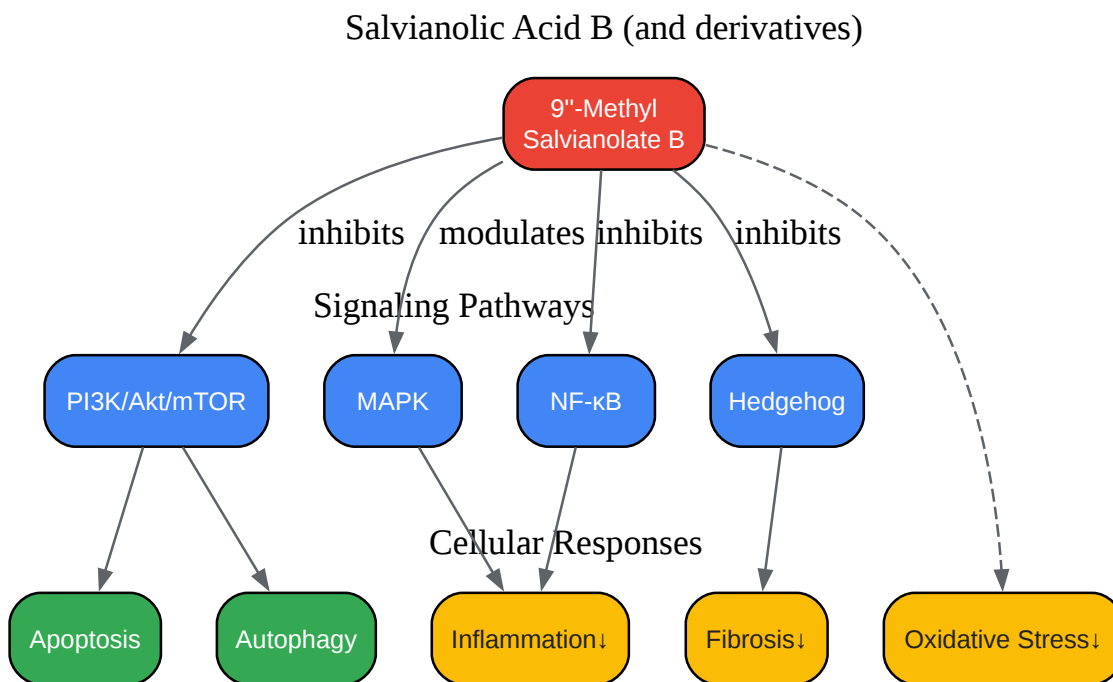 Salvianolic Acid B (and derivatives)
9''-Methyl
Salvianolate B
inhibits
modulates
inhibits
inhibits
Signaling Pathways
PI3K/Akt/mTOR
MAPK
NF-κB
Hedgehog
Cellular Responses
Apoptosis
Autophagy
Inflammation↓
Fibrosis↓
Oxidative Stress↓